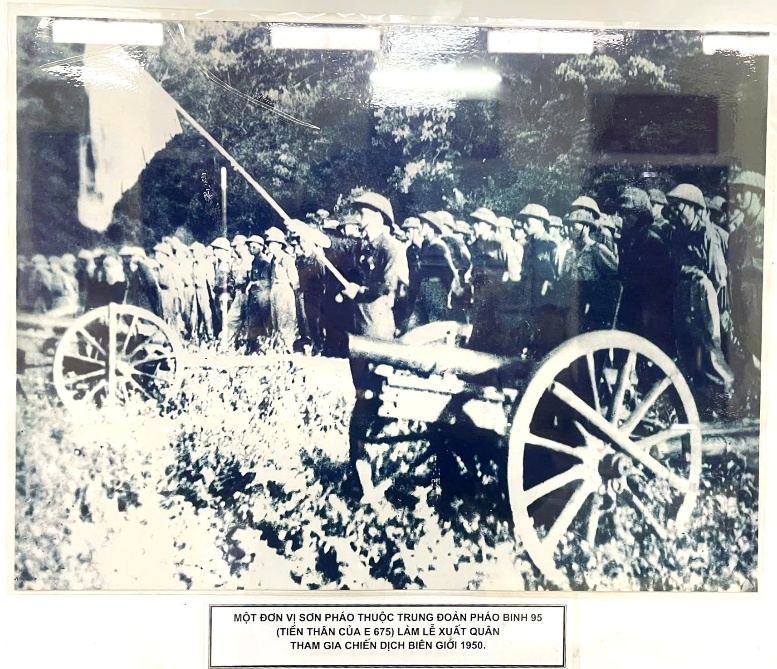 MỘT ĐƠN VỊ SƠN PHÁO THUỘC TRUNG ĐOÀN PHÁO BINH 95
(TIỀN THÂN CỦA E 675) LÀM LỄ XUẤT QUÂN
THAM GIA CHIẾN DỊCH BIÊN GIỚI 1950.